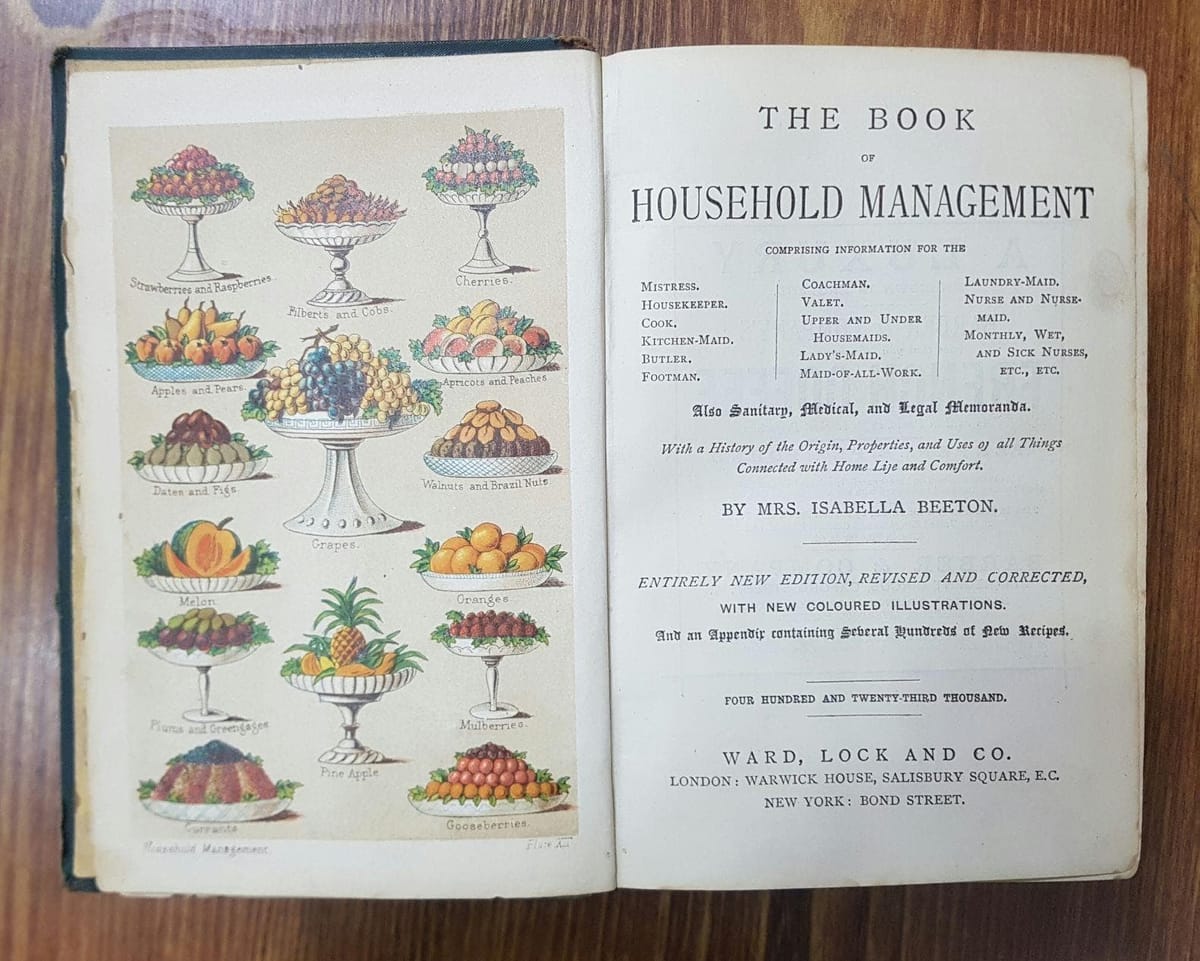 Strawberries and Raspberries.
Filberts and Cobs.
Cherries.
Apples and Pears.
Apricots and Peaches
Dates and Figs
Grapes.
Walnuts and Brazil Nuts.
Melon.
Oranges.
Plums and Greengages
Pine Apple
Mulberries.
Currants
Gooseberries.
Household Management.
THE BOOK
OF
HOUSEHOLD MANAGEMENT
COMPRISING INFORMATION FOR THE
MISTRESS.
HOUSEKEEPER.
COOK.
KITCHEN-MAID.
BUTLER.
FOOTMAN.
COACHMAN.
VALET.
UPPER AND UNDER
HOUSEMAIDS.
LADY'S-MAID.
MAID-OF-ALL-WORK.
LAUNDRY-MAID.
NURSE AND NURSE-
MAID.
MONTHLY, WET,
AND SICK NURSES,
ETC., ETC.
Also Sanitary, Medical, and Legal Memoranda.
With a History of the Origin, Properties, and Uses of all Things
Connected with Home Life and Comfort.
BY MRS. ISABELLA BEETON.
ENTIRELY NEW EDITION, REVISED AND CORRECTED,
WITH NEW COLOURED ILLUSTRATIONS.
And an Appendix containing Several Hundreds of New Recipes.
FOUR HUNDRED AND TWENTY-THIRD THOUSAND.
WARD, LOCK AND CO.
LONDON: WARWICK HOUSE, SALISBURY SQUARE, E.C.
NEW YORK: BOND STREET.